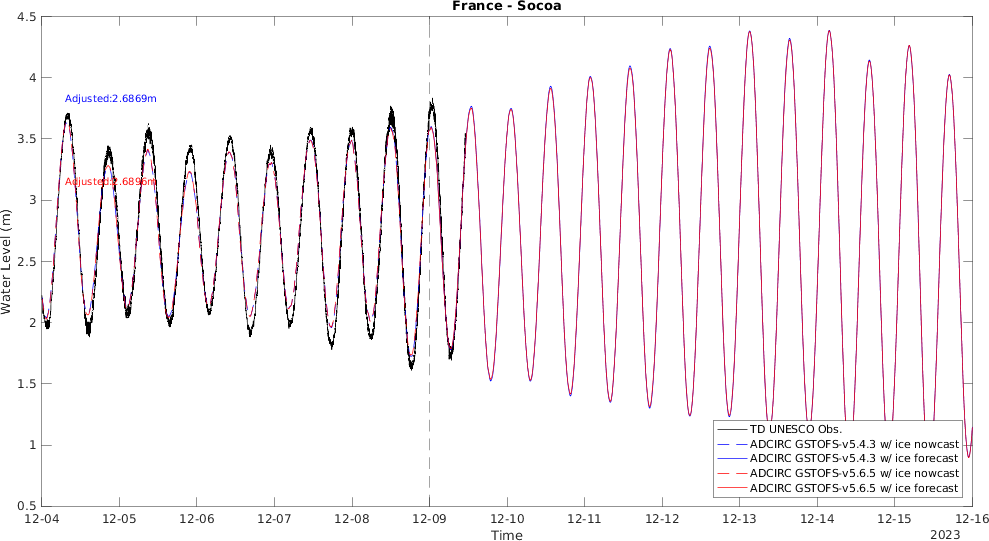 France - Socoa
4.5
4
3.5
3
2.5
2
1.5
1
0.5
Water Level (m)
Adjusted:2.6869m
Adjusted:2.6896m
TD UNESCO Obs.
ADCIRC GSTOFS-v5.4.3 w/ ice nowcast
ADCIRC GSTOFS-v5.4.3 w/ ice forecast
ADCIRC GSTOFS-v5.6.5 w/ ice nowcast
ADCIRC GSTOFS-v5.6.5 w/ ice forecast
12-04 12-05 12-06 12-07 12-08 12-09 12-10 12-11 12-12 12-13 12-14 12-15 12-16
Time
2023